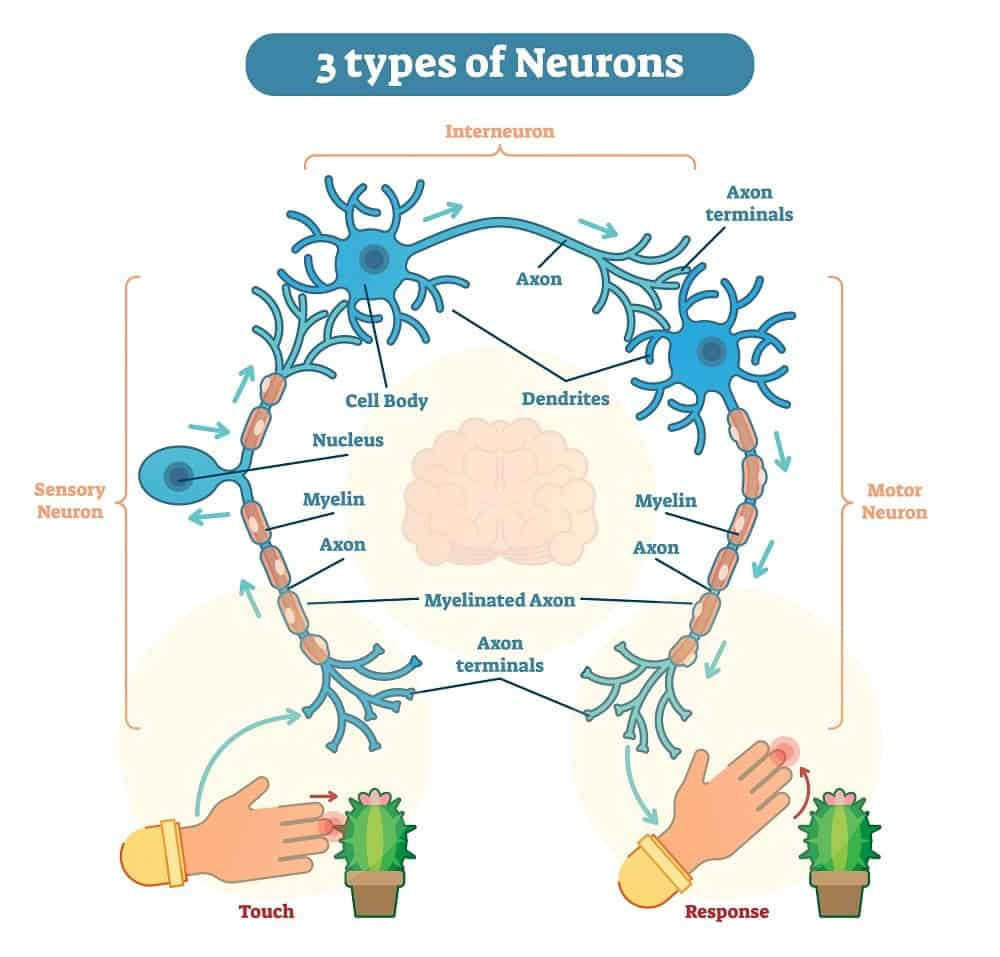 3 types of Neurons
Interneuron
Axon
terminals
Axon
Cell Body
Dendrites
Nucleus
Sensory
Neuron
Myelin
Myelin
Motor
Neuron
Axon
Axon
Myelinated Axon
Axon
terminals
Touch
Response